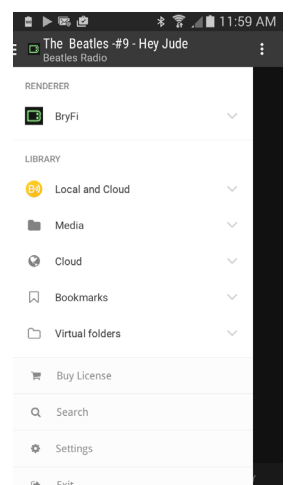 11:59 AM
The Beatles -#9 - Hey Jude
Beatles Radio
RENDERER
BryFi
LIBRARY
Local and Cloud
Media
Cloud
Bookmarks
Virtual folders
Buy License
Search
Settings
Exit